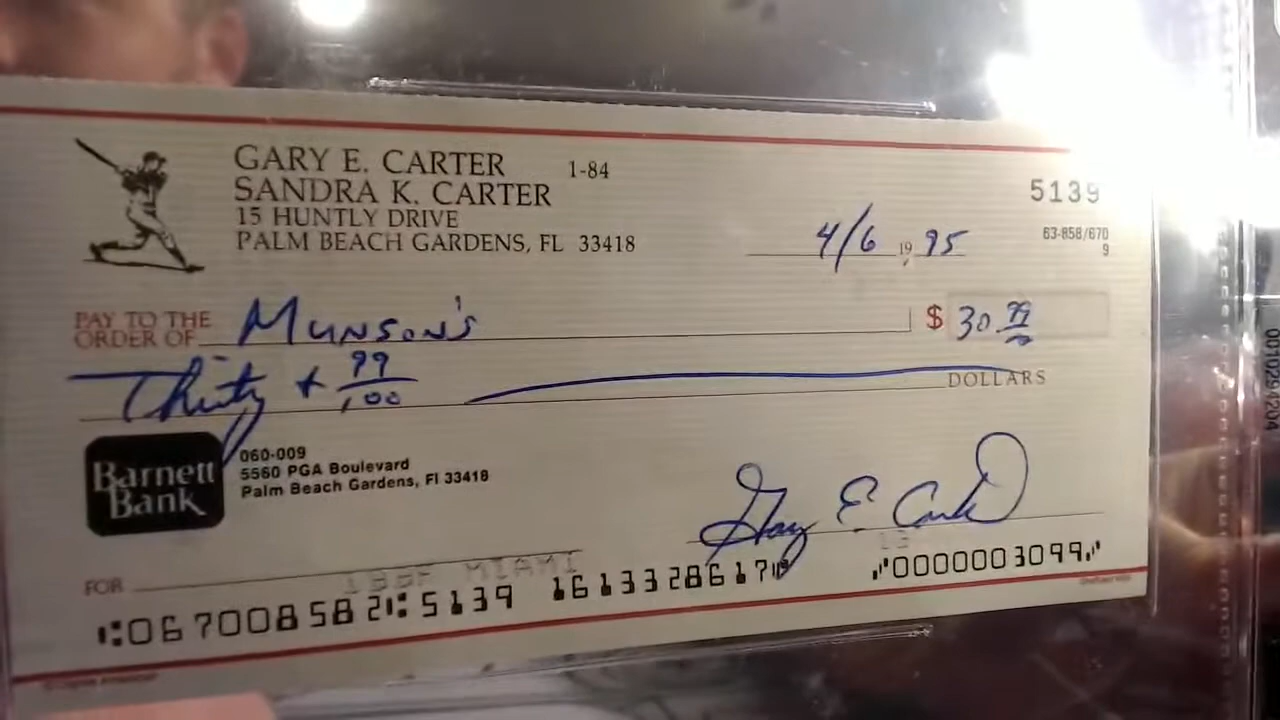 GARY E. CARTER 1-84
SANDRA K. CARTER
15 HUNTLY DRIVE
PALM BEACH GARDENS, FL 33418
5139
63-858/670
9
4/6 19 95
PAY TO THE
ORDER OF Munson's $ 30 99
Thirty + 99/100 DOLLARS
Barnett
Bank
060-009
5560 PGA Boulevard
Palm Beach Gardens, Fl 33418
Gary E Carter
FOR
MIAMI
⑆067008582⑆5139 1613328617⑈ ⑈0000003099⑈
0010294204